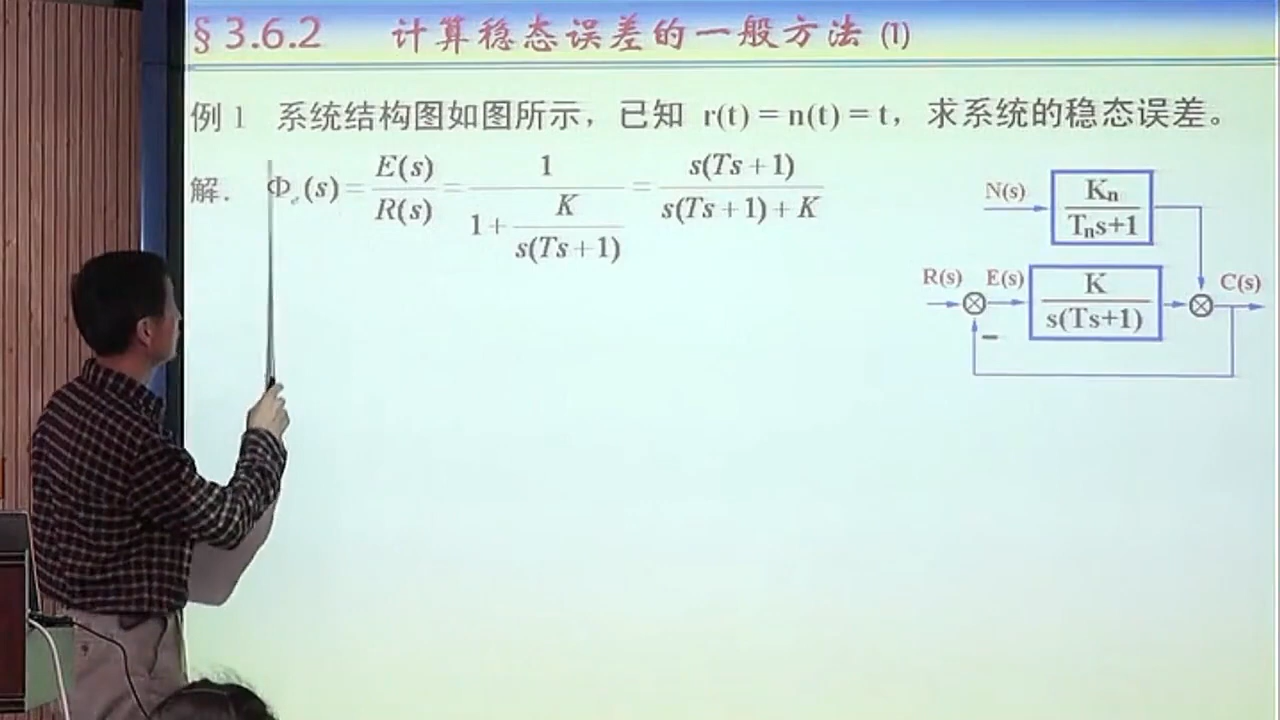 § 3.6.2 计算稳态误差的一般方法 (1)
例 1 系统结构图如图所示，已知 r(t) = n(t) = t，求系统的稳态误差。
解. Φe(s) = E(s)/R(s) = 1/(1 + K/(s(Ts + 1))) = s(Ts + 1)/(s(Ts + 1) + K)
N(s) Kn/(Tns+1)
R(s) E(s) K/(s(Ts+1)) C(s)
−